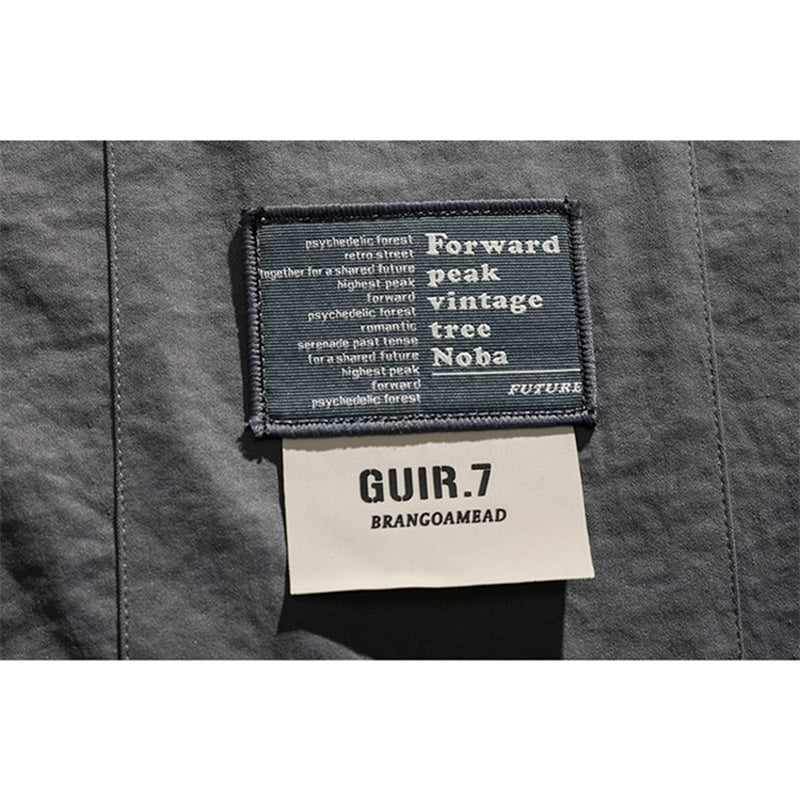 psychedelic forest
retro street
together for a shared future
highest peak
forward
psychedelic forest
romantic
serenade past tense
for a shared future
highest peak
forward
psychedelic forest
Forward
peak
vintage
tree
Noba
FUTURE
GUIR.7
BRANGOAMEAD